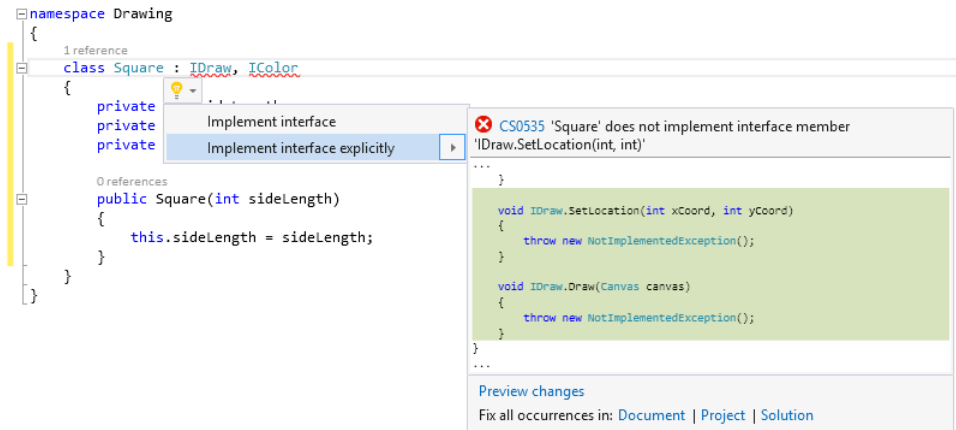 namespace Drawing
{
1 reference
class Square : IDraw, IColor
{
private
private
private
Implement interface
Implement interface explicitly
0 references
public Square(int sideLength)
{
this.sideLength = sideLength;
}
}
}
CS0535 'Square' does not implement interface member
'IDraw.SetLocation(int, int)'
...
}
void IDraw.SetLocation(int xCoord, int yCoord)
{
throw new NotImplementedException();
}
void IDraw.Draw(Canvas canvas)
{
throw new NotImplementedException();
}
}
...
Preview changes
Fix all occurrences in: Document | Project | Solution